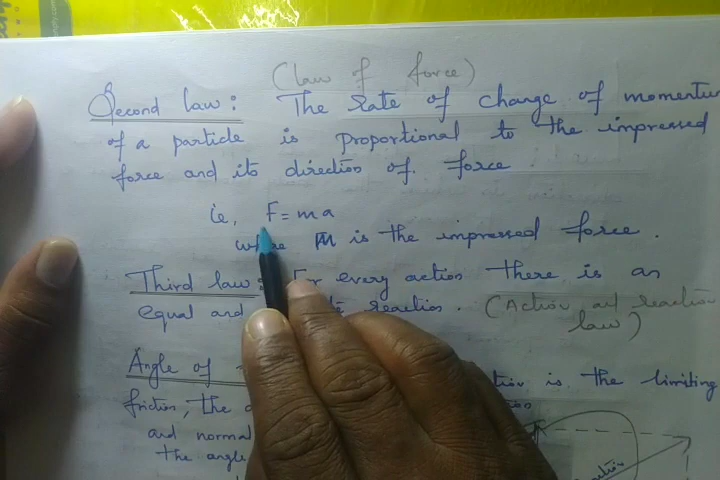 (Law of force)
Second law: The Rate of change of momentu
of a particle is proportional to the impressed
force and its direction of force
ie, F = ma
where is the impressed force.
Third law: For every action there is an
equal and reaction. (Action and reaction
law)
Angle of is the limiting
friction, the
and normal
the angle